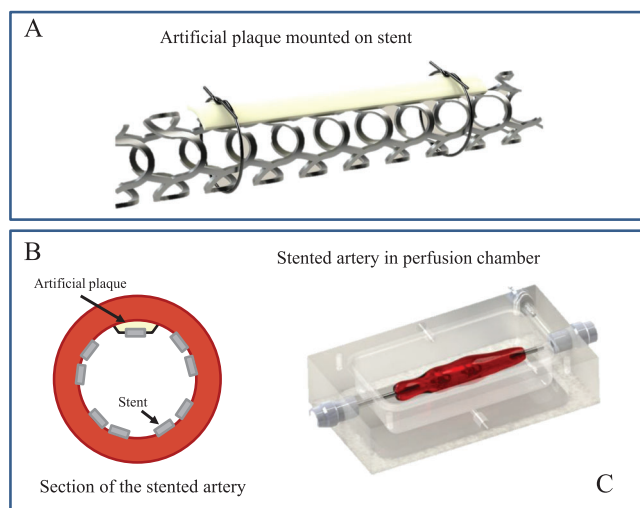 A
Artificial plaque mounted on stent
B
Stented artery in perfusion chamber
Artificial plaque
Stent
Section of the stented artery
C